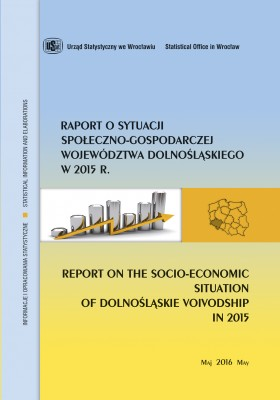 Urząd Statystyczny we Wrocławiu
Statistical Office in Wrocław
RAPORT O SYTUACJI
SPOŁECZNO-GOSPODARCZEJ
WOJEWÓDZTWA DOLNOŚLĄSKIEGO
W 2015 R.
REPORT ON THE SOCIO-ECONOMIC
SITUATION
OF DOLNOŚLĄSKIE VOIVODSHIP
IN 2015
Maj 2016 May
INFORMACJE I OPRACOWANIA STATYSTYCZNE
STATISTICAL INFORMATION AND ELABORATIONS